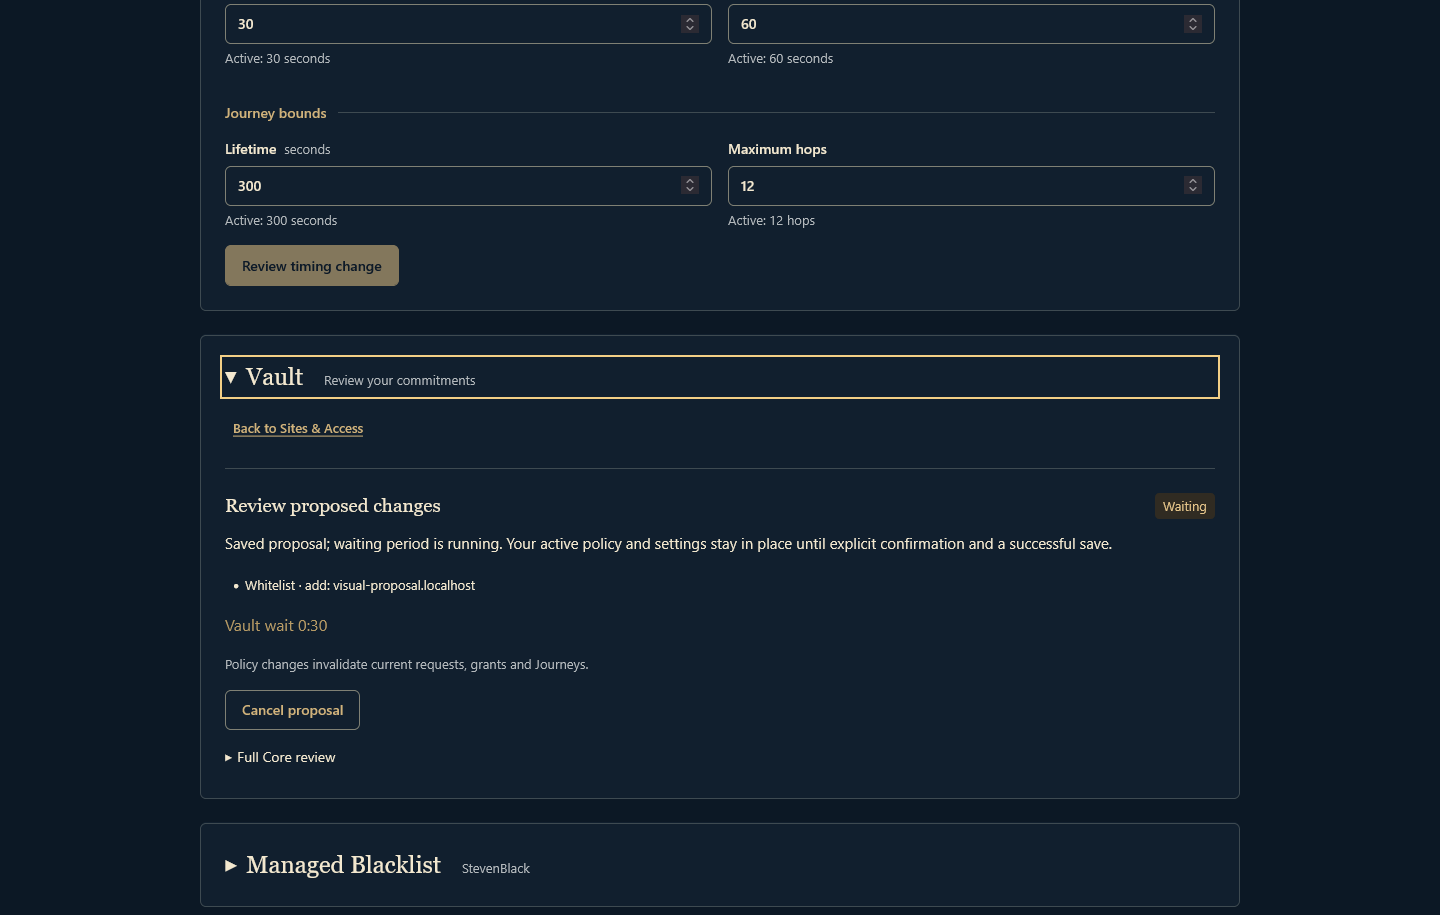 30
60
Active: 30 seconds
Active: 60 seconds
Journey bounds
Lifetime seconds
Maximum hops
300
12
Active: 300 seconds
Active: 12 hops
Review timing change
Vault Review your commitments
Back to Sites & Access
Review proposed changes
Waiting
Saved proposal; waiting period is running. Your active policy and settings stay in place until explicit confirmation and a successful save.
• Whitelist · add: visual-proposal.localhost
Vault wait 0:30
Policy changes invalidate current requests, grants and Journeys.
Cancel proposal
Full Core review
Managed Blacklist StevenBlack